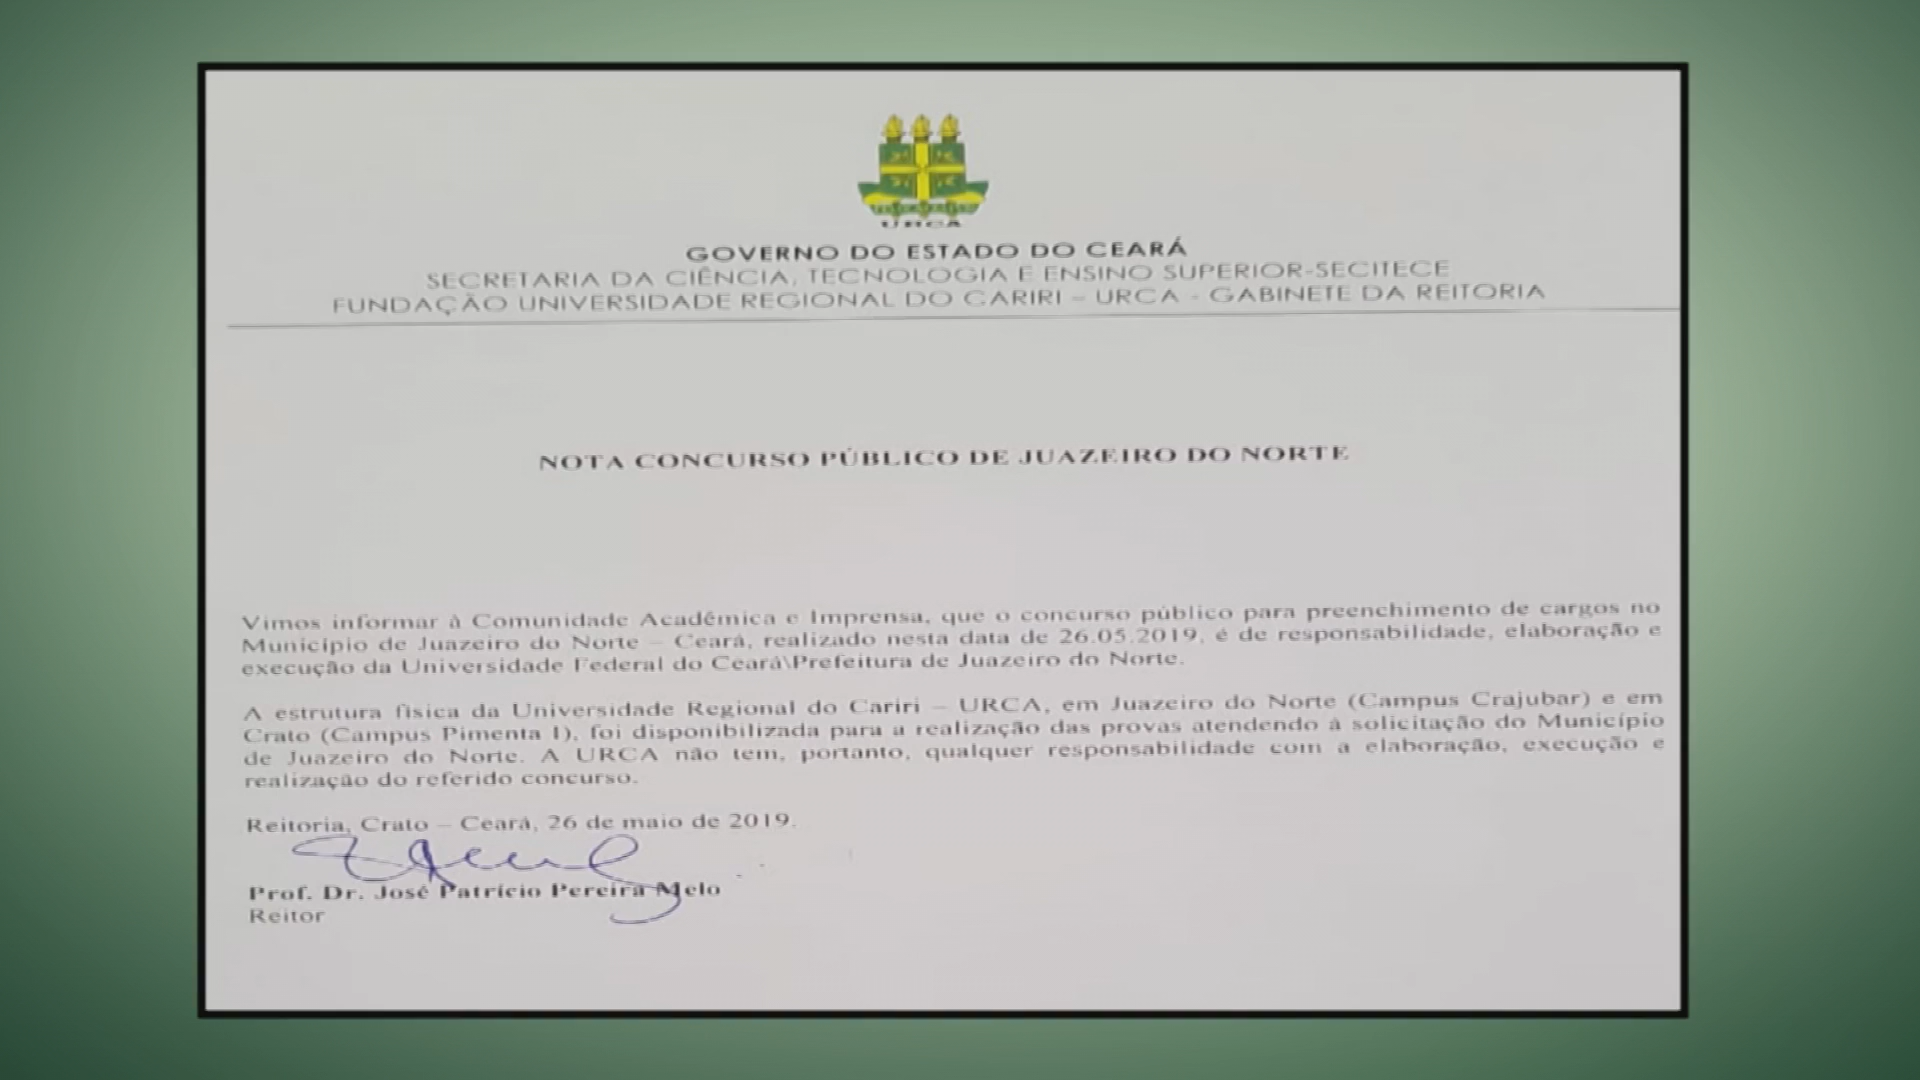 URCA
GOVERNO DO ESTADO DO CEARÁ
SECRETARIA DA CIÊNCIA, TECNOLOGIA E ENSINO SUPERIOR-SECITECE
FUNDAÇÃO UNIVERSIDADE REGIONAL DO CARIRI – URCA - GABINETE DA REITORIA
NOTA CONCURSO PÚBLICO DE JUAZEIRO DO NORTE
Vimos informar à Comunidade Acadêmica e Imprensa, que o concurso público para preenchimento de cargos no
Município de Juazeiro do Norte – Ceará, realizado nesta data de 26.05.2019, é de responsabilidade, elaboração e
execução da Universidade Federal do Ceará\Prefeitura de Juazeiro do Norte.
A estrutura física da Universidade Regional do Cariri – URCA, em Juazeiro do Norte (Campus Crajubar) e em
Crato (Campus Pimenta I), foi disponibilizada para a realização das provas atendendo à solicitação do Município
de Juazeiro do Norte. A URCA não tem, portanto, qualquer responsabilidade com a elaboração, execução e
realização do referido concurso.
Reitoria, Crato – Ceará, 26 de maio de 2019.
Prof. Dr. José Patrício Pereira Melo
Reitor